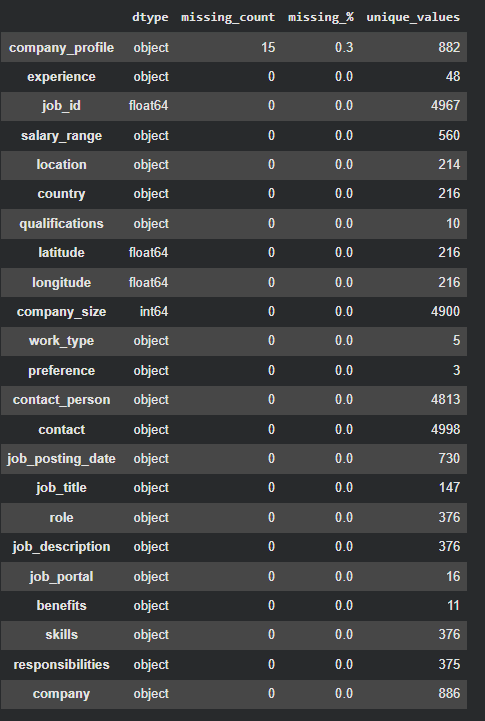 dtype missing_count missing_% unique_values
company_profile object 15 0.3 882
experience object 0 0.0 48
job_id float64 0 0.0 4967
salary_range object 0 0.0 560
location object 0 0.0 214
country object 0 0.0 216
qualifications object 0 0.0 10
latitude float64 0 0.0 216
longitude float64 0 0.0 216
company_size int64 0 0.0 4900
work_type object 0 0.0 5
preference object 0 0.0 3
contact_person object 0 0.0 4813
contact object 0 0.0 4998
job_posting_date object 0 0.0 730
job_title object 0 0.0 147
role object 0 0.0 376
job_description object 0 0.0 376
job_portal object 0 0.0 16
benefits object 0 0.0 11
skills object 0 0.0 376
responsibilities object 0 0.0 375
company object 0 0.0 886